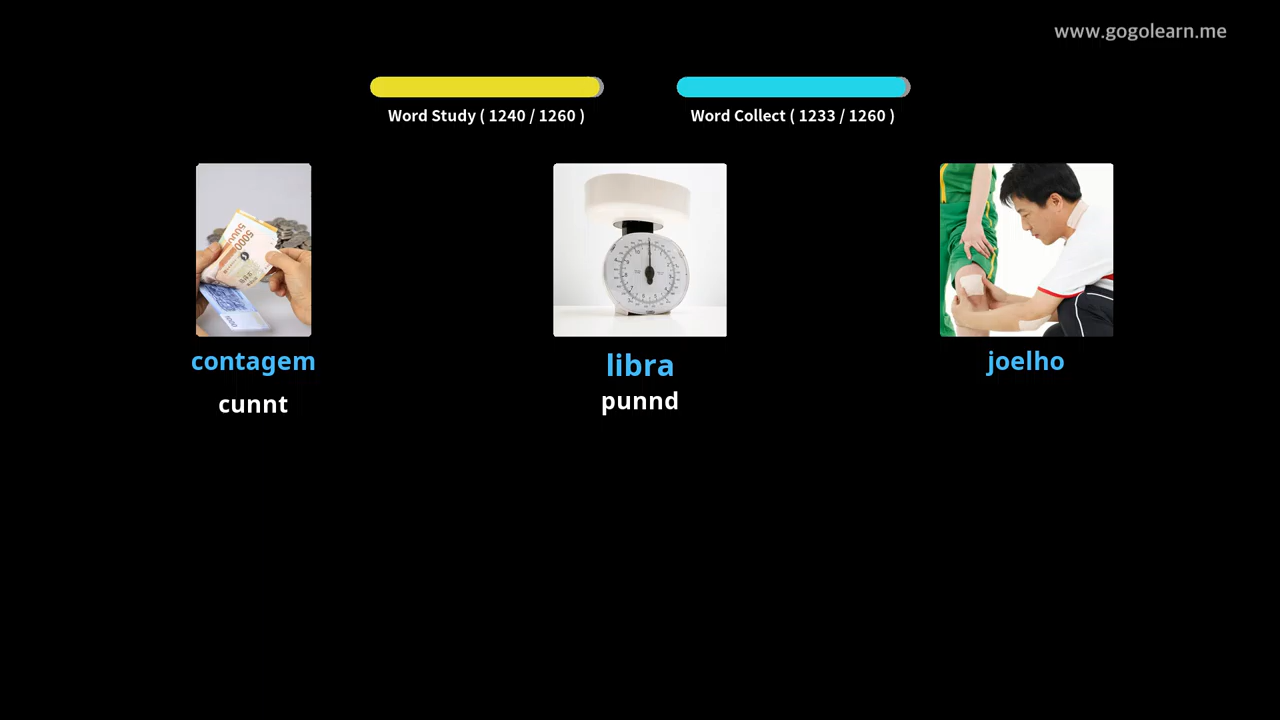 www.gogolearn.me
Word Study ( 1240 / 1260 )
Word Collect ( 1233 / 1260 )
contagem
libra
joelho
cunnt
punnd